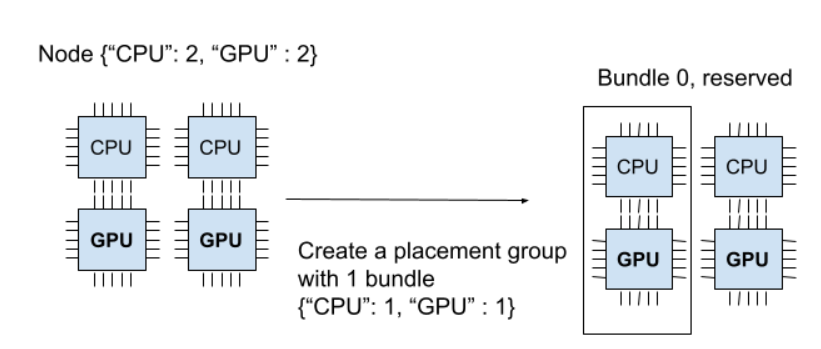 Node {“CPU”: 2, “GPU” : 2}
Bundle 0, reserved
CPU
CPU
GPU
GPU
Create a placement group
with 1 bundle
{“CPU”: 1, “GPU” : 1}
CPU
CPU
GPU
GPU